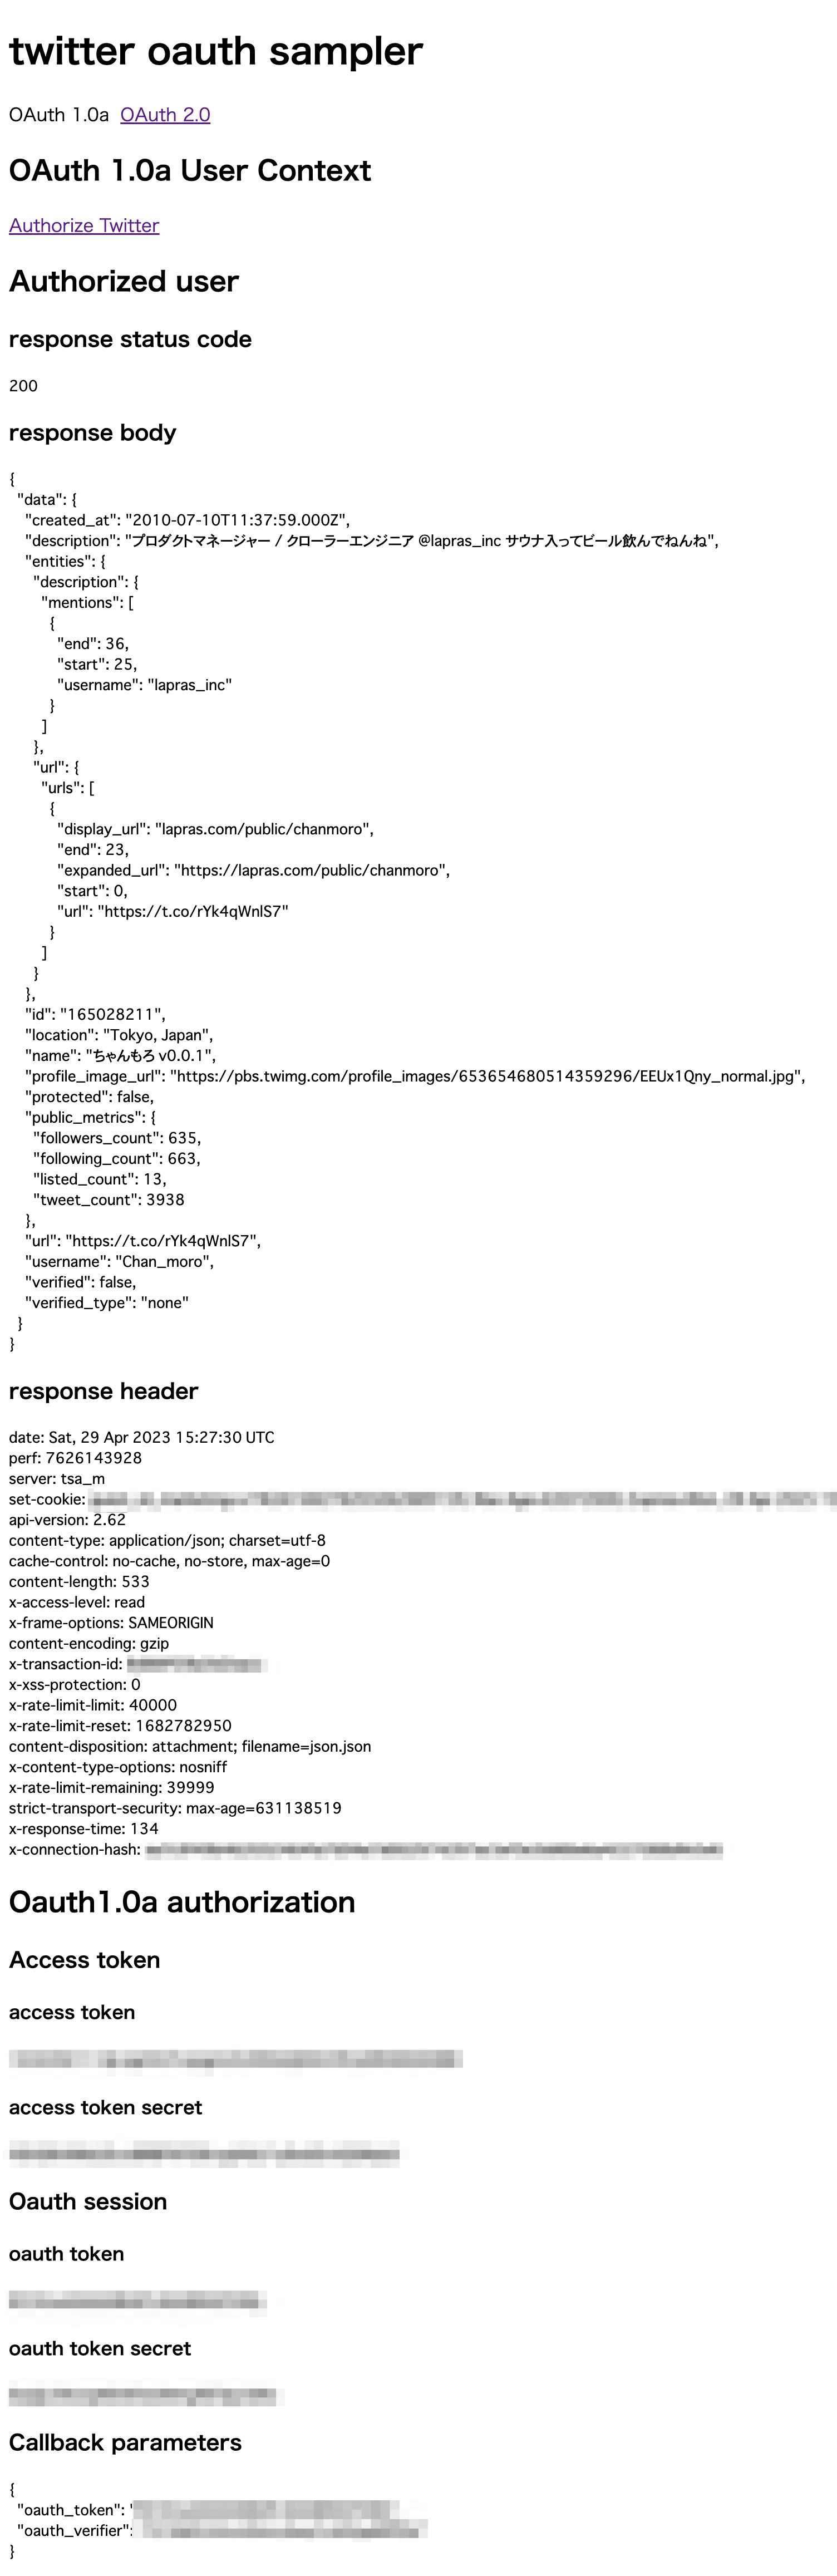 twitter oauth sampler
OAuth 1.0a OAuth 2.0
OAuth 1.0a User Context
Authorize Twitter
Authorized user
response status code
200
response body
{
"data": {
"created_at": "2010-07-10T11:37:59.000Z",
"description": "プロダクトマネージャー / クローラーエンジニア @lapras_inc サウナ入ってビール飲んでねんね",
"entities": {
"description": {
"mentions": [
{
"end": 36,
"start": 25,
"username": "lapras_inc"
}
]
},
"url": {
"urls": [
{
"display_url": "lapras.com/public/chanmoro",
"end": 23,
"expanded_url": "https://lapras.com/public/chanmoro",
"start": 0,
"url": "https://t.co/rYk4qWnlS7"
}
]
}
},
"id": "165028211",
"location": "Tokyo, Japan",
"name": "ちゃんもろ v0.0.1",
"profile_image_url": "https://pbs.twimg.com/profile_images/653654680514359296/EEUx1Qny_normal.jpg",
"protected": false,
"public_metrics": {
"followers_count": 635,
"following_count": 663,
"listed_count": 13,
"tweet_count": 3938
},
"url": "https://t.co/rYk4qWnlS7",
"username": "Chan_moro",
"verified": false,
"verified_type": "none"
}
}
response header
date: Sat, 29 Apr 2023 15:27:30 UTC
perf: 7626143928
server: tsa_m
set-cookie:
api-version: 2.62
content-type: application/json; charset=utf-8
cache-control: no-cache, no-store, max-age=0
content-length: 533
x-access-level: read
x-frame-options: SAMEORIGIN
content-encoding: gzip
x-transaction-id:
x-xss-protection: 0
x-rate-limit-limit: 40000
x-rate-limit-reset: 1682782950
content-disposition: attachment; filename=json.json
x-content-type-options: nosniff
x-rate-limit-remaining: 39999
strict-transport-security: max-age=631138519
x-response-time: 134
x-connection-hash:
Oauth1.0a authorization
Access token
access token
access token secret
Oauth session
oauth token
oauth token secret
Callback parameters
{
"oauth_token": "
"oauth_verifier":
}